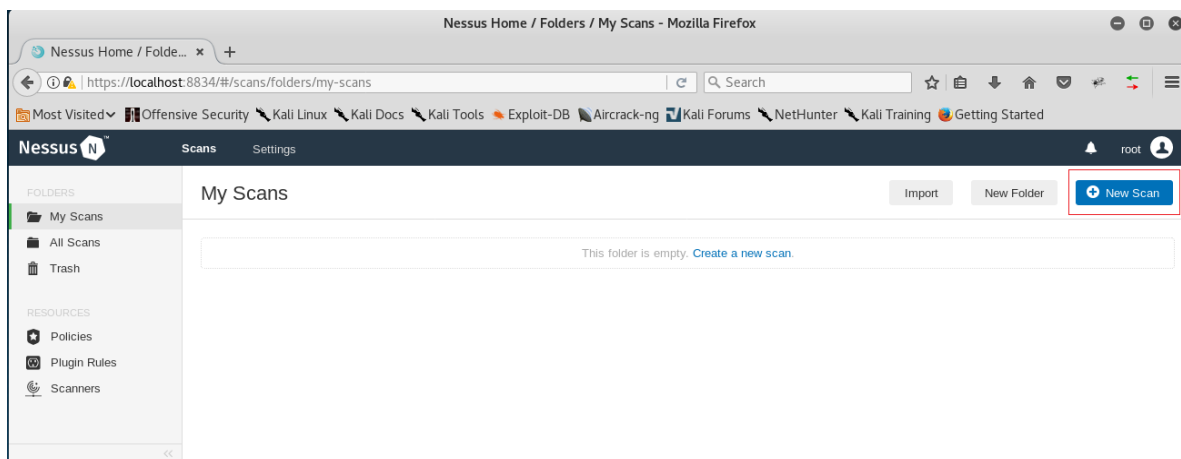 Nessus Home / Folders / My Scans - Mozilla Firefox
Nessus Home / Folde...
https://localhost:8834/#/scans/folders/my-scans
Search
Most Visited Offensive Security Kali Linux Kali Docs Kali Tools Exploit-DB Aircrack-ng Kali Forums NetHunter Kali Training Getting Started
Nessus N ™ Scans Settings root
FOLDERS
My Scans
All Scans
Trash
RESOURCES
Policies
Plugin Rules
Scanners
My Scans
Import New Folder New Scan
This folder is empty. Create a new scan.